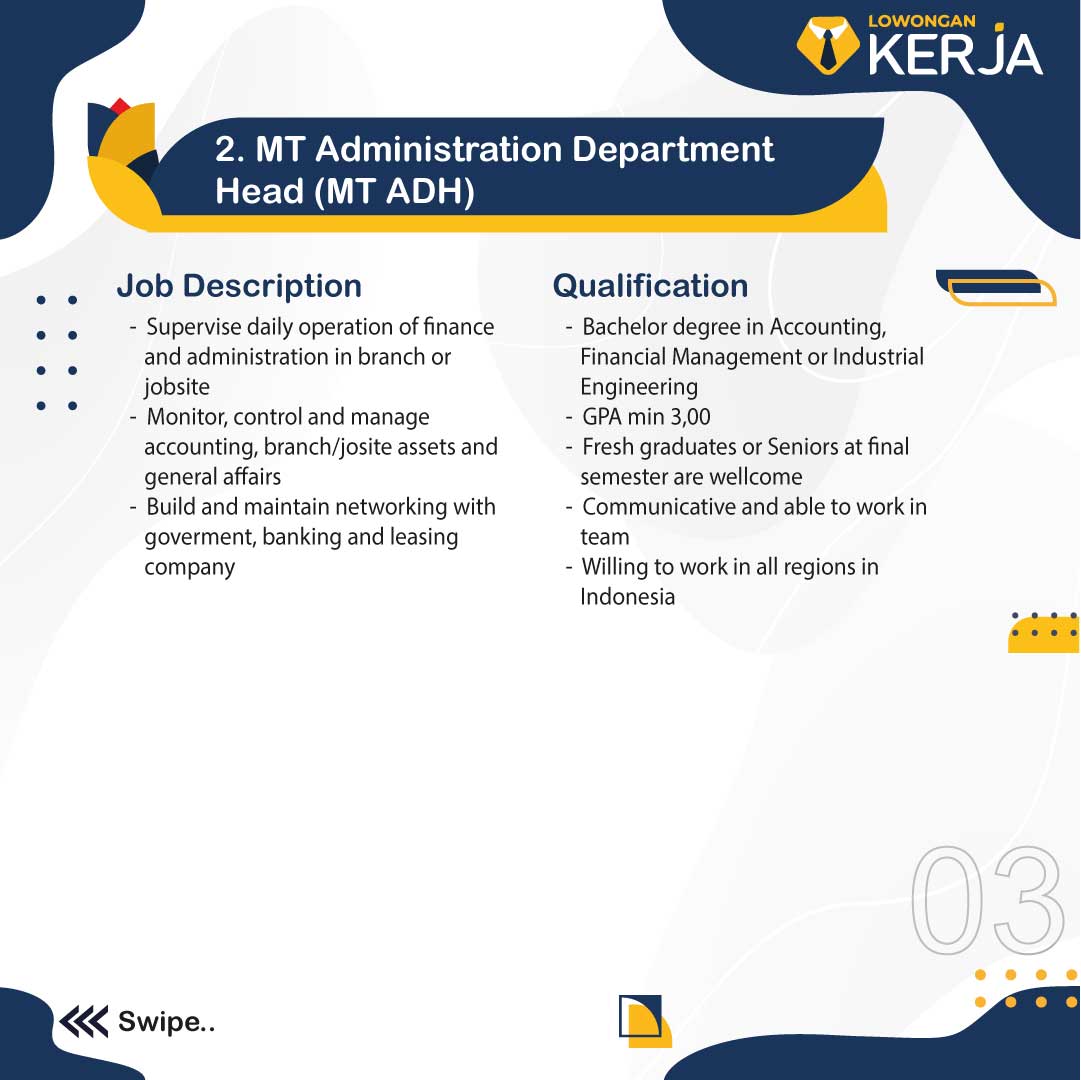 LOWONGAN
KERJA
2. MT Administration Department
Head (MT ADH)
Job Description
- Supervise daily operation of finance
and administration in branch or
jobsite
- Monitor, control and manage
accounting, branch/josite assets and
general affairs
- Build and maintain networking with
goverment, banking and leasing
company
Qualification
- Bachelor degree in Accounting,
Financial Management or Industrial
Engineering
- GPA min 3,00
- Fresh graduates or Seniors at final
semester are wellcome
- Communicative and able to work in
team
- Willing to work in all regions in
Indonesia
03
Swipe..